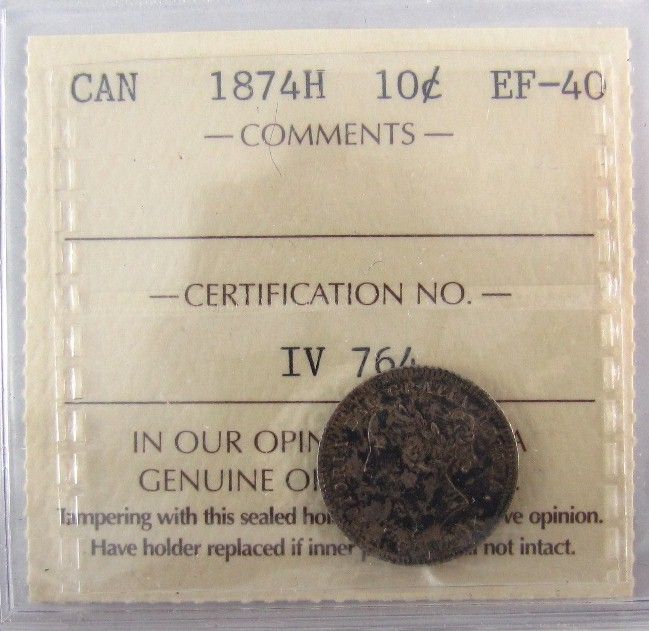 CAN 1874H 10¢ EF-40
— COMMENTS —
— CERTIFICATION NO. —
IV 764
IN OUR OPIN A
GENUINE O
Tampering with this sealed hol ve opinion.
Have holder replaced if inner p not intact.